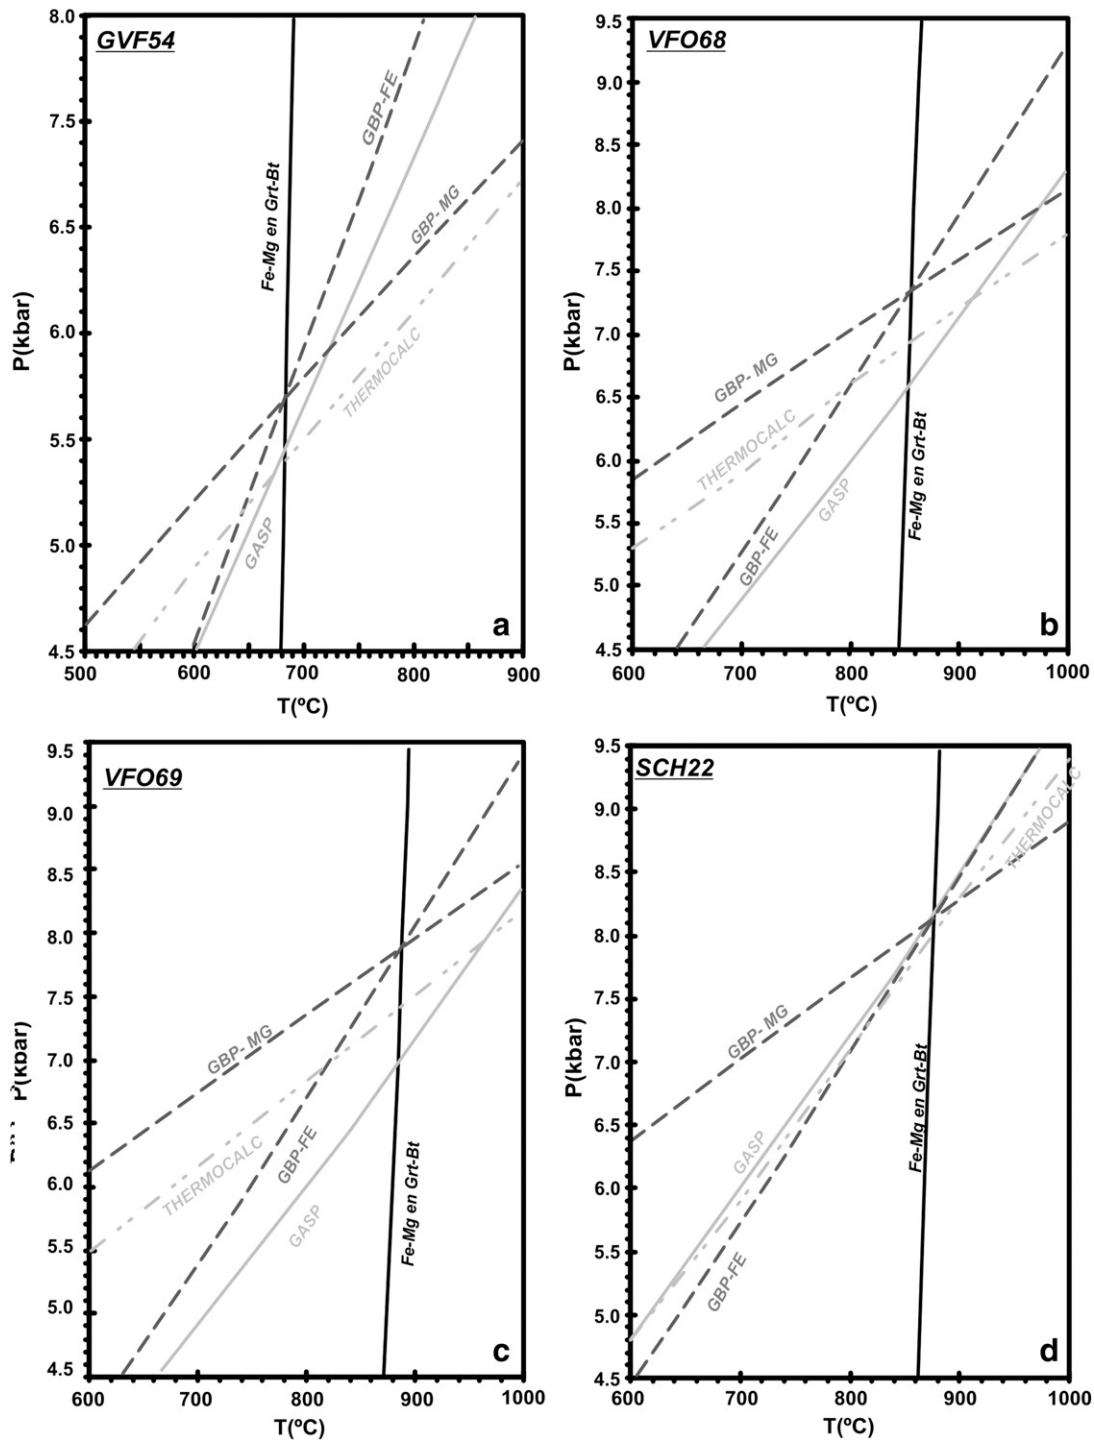 GVF54
8.0
7.5
6.5
6.0
5.5
5.0
4.5
P(kbar)
500
600
700
800
900
T(ºC)
Fe-Mg en Grt-Bt
GBP-FE
GBP- MG
THERMOCALC
GASP
a
VFO68
9.5
9.0
8.5
8.0
7.5
7.0
6.5
6.0
5.5
5.0
4.5
P(kbar)
600
700
800
900
1000
T(ºC)
GBP- MG
THERMOCALC
GBP-FE
GASP
Fe-Mg en Grt-Bt
b
VFO69
9.5
9.0
8.5
8.0
7.5
7.0
6.5
6.0
5.5
5.0
4.5
P(kbar)
600
700
800
900
1000
T(ºC)
GBP- MG
THERMOCALC
GBP-FE
GASP
Fe-Mg en Grt-Bt
c
SCH22
9.5
9.0
8.5
8.0
7.5
7.0
6.5
6.0
5.5
5.0
4.5
P(kbar)
600
700
800
900
1000
T(ºC)
THERMOCALC
GBP- MG
GASP
GBP-FE
Fe-Mg en Grt-Bt
d